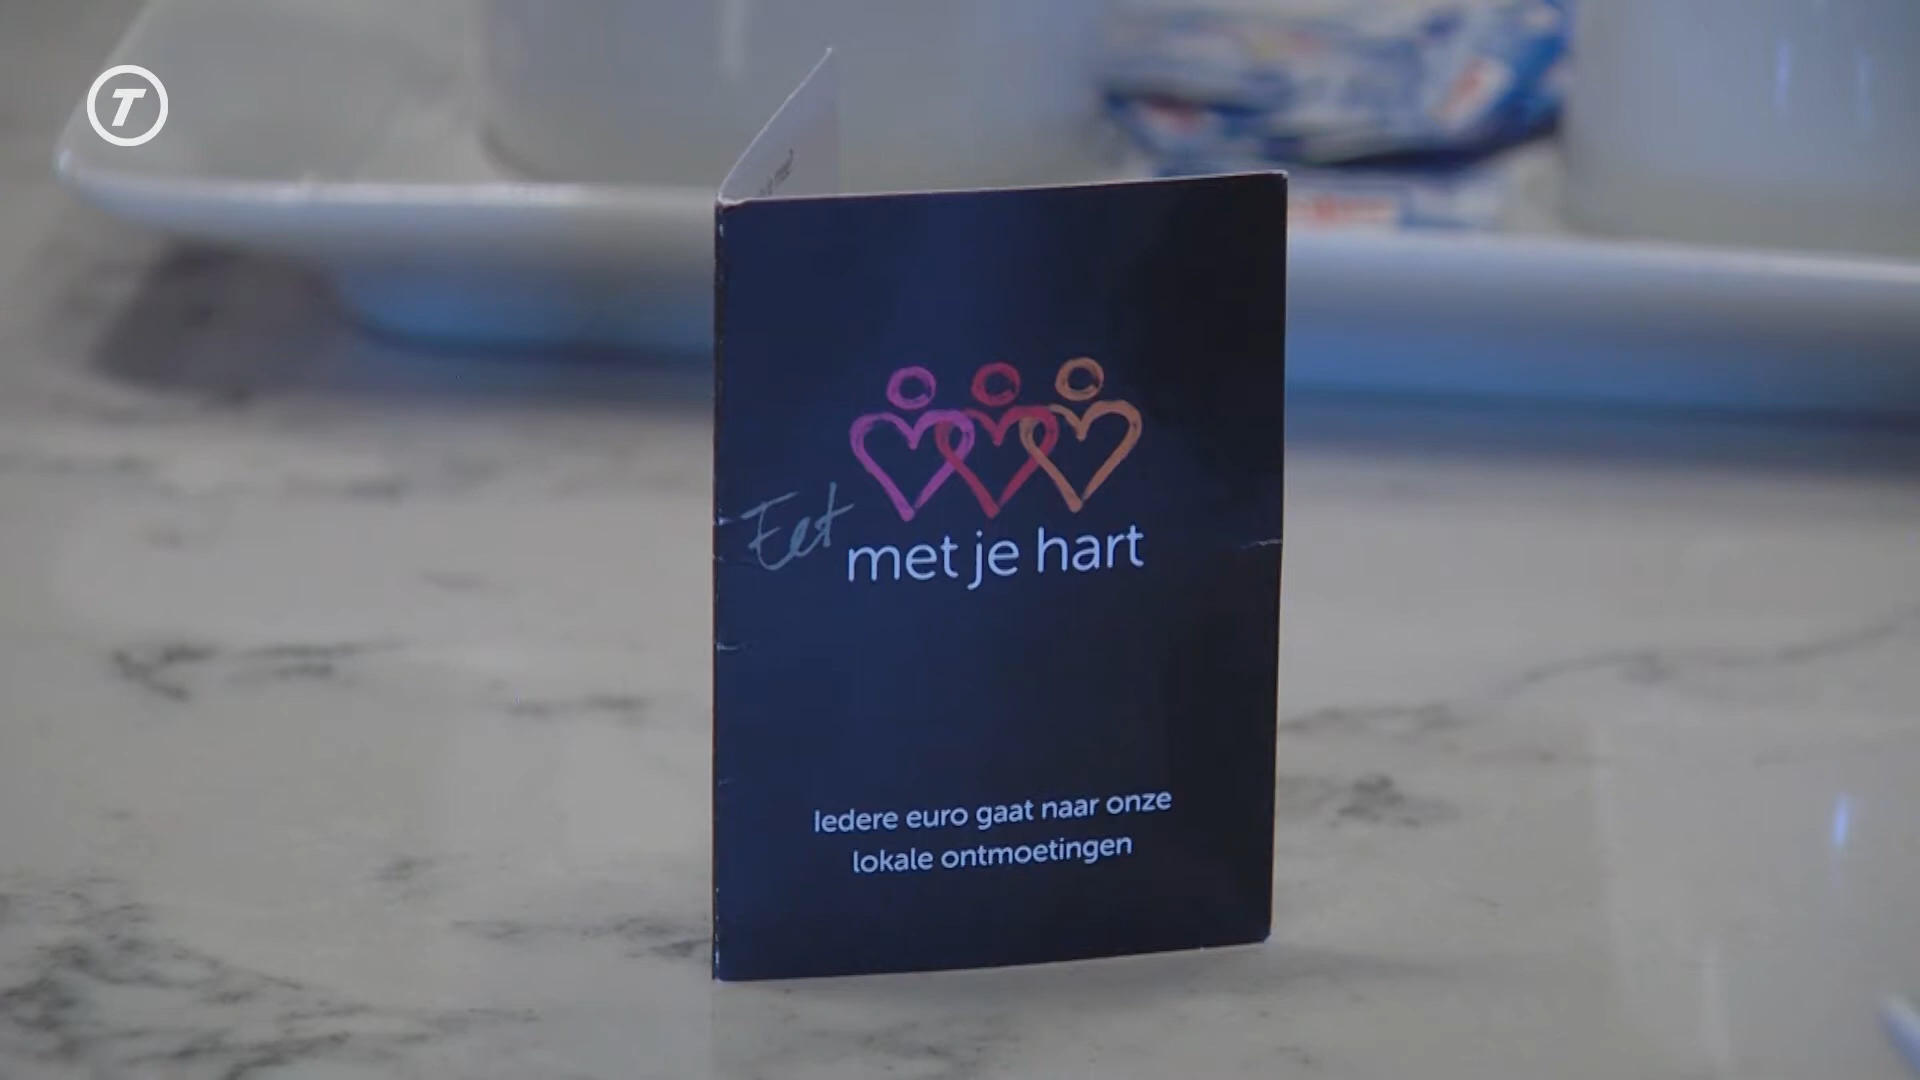 T
Eet
met je hart
Iedere euro gaat naar onze
lokale ontmoetingen